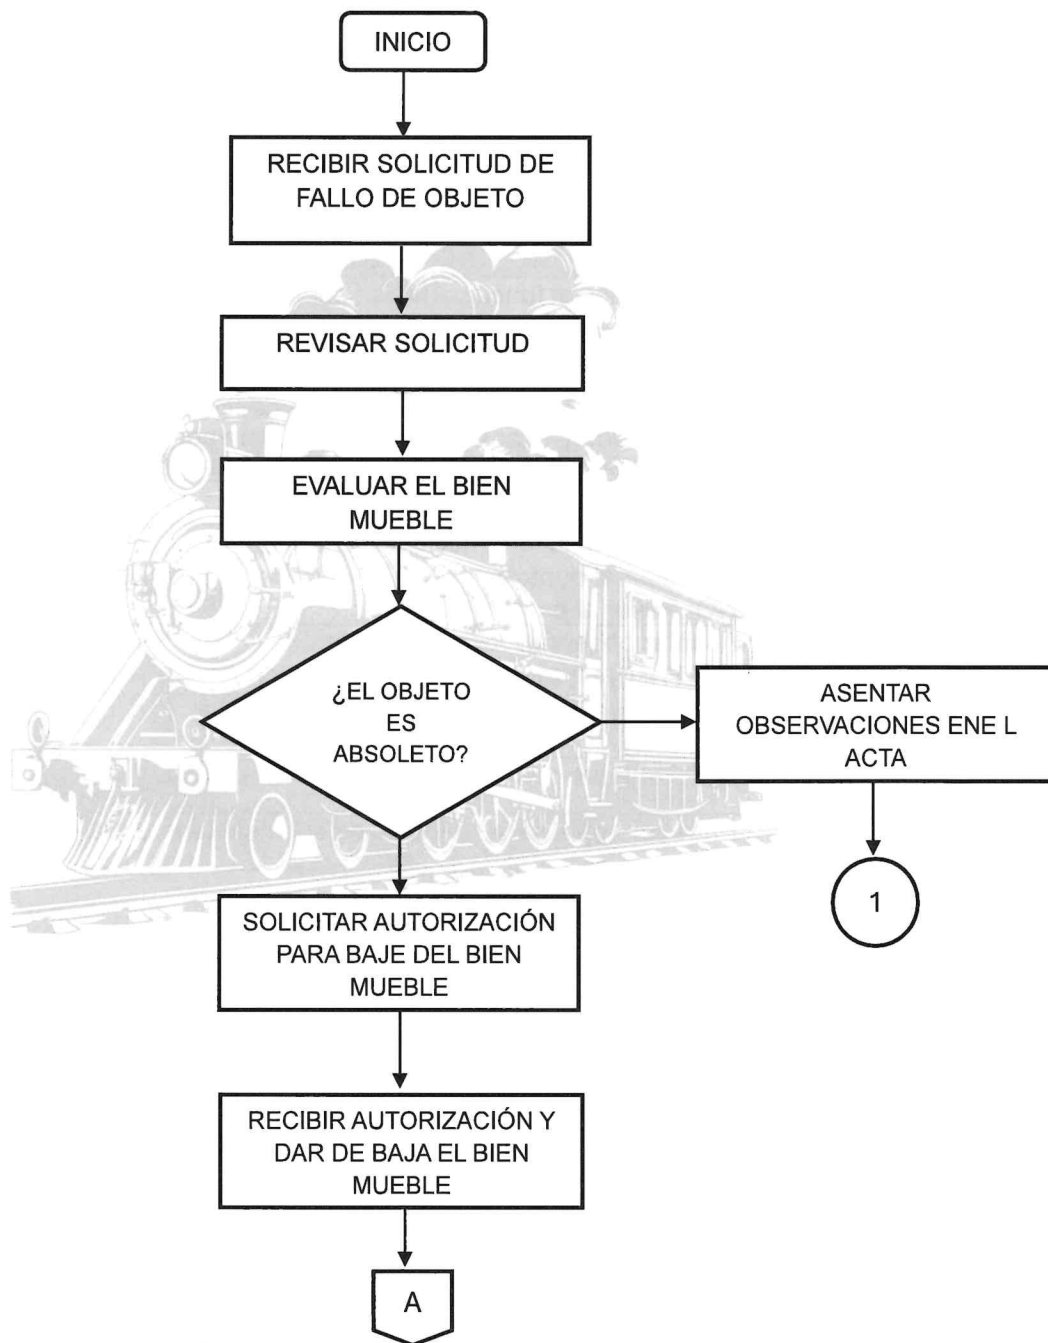 INICIO
RECIBIR SOLICITUD DE
FALLO DE OBJETO
REVISAR SOLICITUD
EVALUAR EL BIEN
MUEBLE
¿EL OBJETO
ES
ABSOLETO?
ASENTAR
OBSERVACIONES ENE L
ACTA
1
SOLICITAR AUTORIZACIÓN
PARA BAJE DEL BIEN
MUEBLE
RECIBIR AUTORIZACIÓN Y
DAR DE BAJA EL BIEN
MUEBLE
A